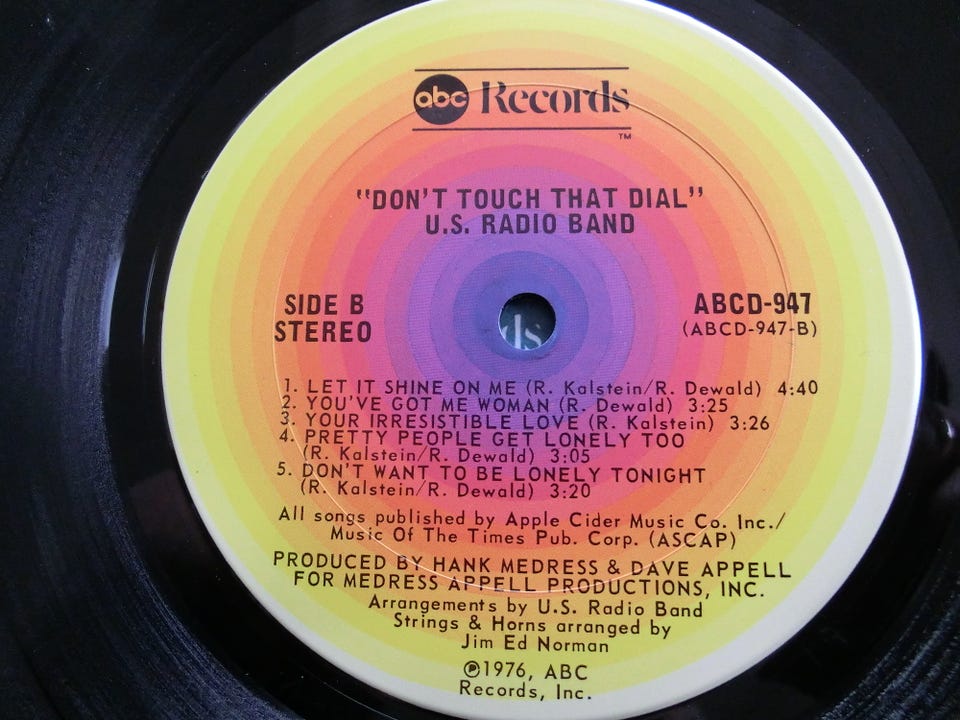 abc Records
TM
"DON'T TOUCH THAT DIAL"
U.S. RADIO BAND
SIDE B
STEREO
ABCD-947
(ABCD-947-B)
ds
1. LET IT SHINE ON ME (R. Kalstein/R. Dewald) 4:40
2. YOU'VE GOT ME WOMAN (R. Dewald) 3:25
3. YOUR IRRESISTIBLE LOVE (R. Kalstein) 3:26
4. PRETTY PEOPLE GET LONELY TOO
(R. Kalstein/R. Dewald) 3:05
5. DON'T WANT TO BE LONELY TONIGHT
(R. Kalstein/R. Dewald) 3:20
All songs published by Apple Cider Music Co. Inc./
Music Of The Times Pub. Corp. (ASCAP)
PRODUCED BY HANK MEDRESS & DAVE APPELL
FOR MEDRESS APPELL PRODUCTIONS, INC.
Arrangements by U.S. Radio Band
Strings & Horns arranged by
Jim Ed Norman
℗1976, ABC
Records, Inc.